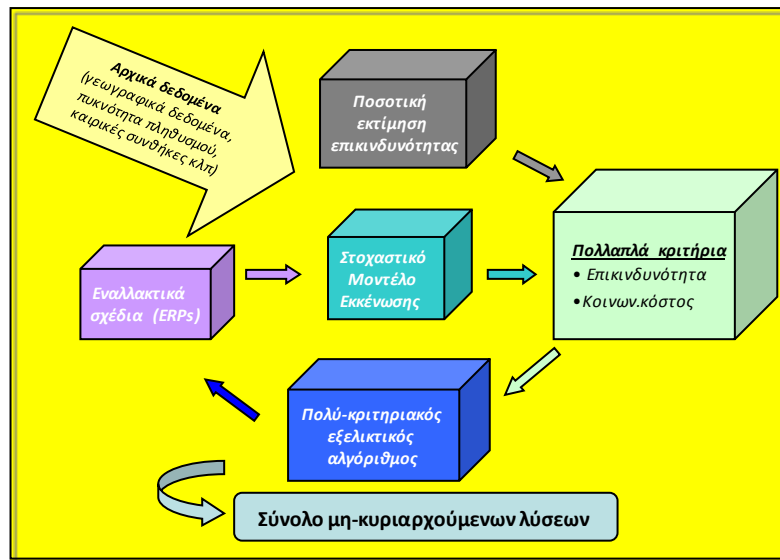 Αρχικά δεδομένα
(γεωγραφικά δεδομένα,
πυκνότητα πληθυσμού,
καιρικές συνθήκες κλπ)
Ποσοτική
εκτίμηση
επικινδυνότητας
Εναλλακτικά
σχέδια (ERPs)
Στοχαστικό
Μοντέλο
Εκκένωσης
Πολλαπλά κριτήρια
• Επικινδυνότητα
•Κοινων.κόστος
Πολύ-κριτηριακός
εξελικτικός
αλγόριθμος
Σύνολο μη-κυριαρχούμενων λύσεων